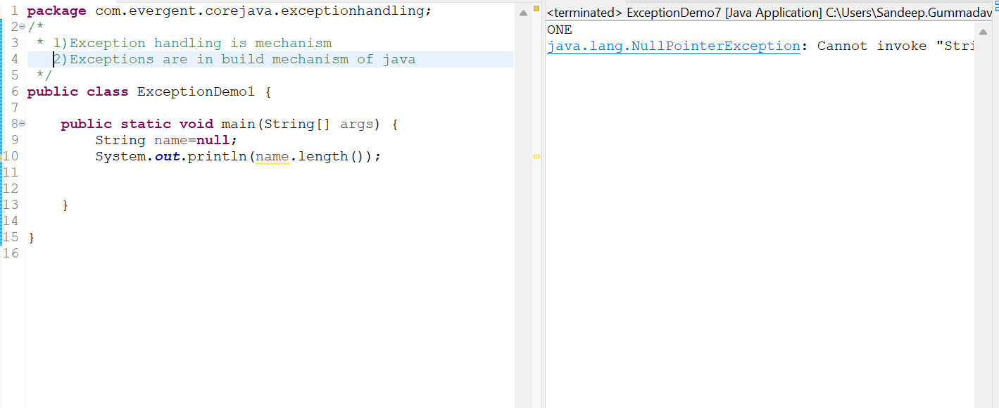 1 package com.evergent.corejava.exceptionhandling;
2 /*
3  * 1)Exception handling is mechanism
4    2)Exceptions are in build mechanism of java
5  */
6 public class ExceptionDemo1 {
7
8     public static void main(String[] args) {
9         String name=null;
10         System.out.println(name.length());
11
12
13     }
14
15 }
16
<terminated> ExceptionDemo7 [Java Application] C:\Users\Sandeep.Gummadav
ONE
java.lang.NullPointerException: Cannot invoke "Stri